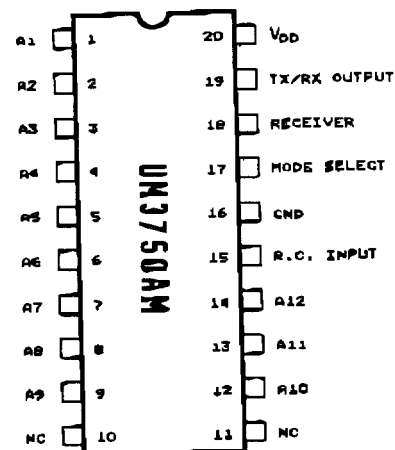 A1 1 20 VDD
A2 2 19 TX/RX OUTPUT
A3 3 18 RECEIVER
A4 4 17 MODE SELECT
A5 5 16 GND
A6 6 15 R.C. INPUT
A7 7 14 A12
A8 8 13 A11
A9 9 12 A10
NC 10 11 NC
UM3750AM